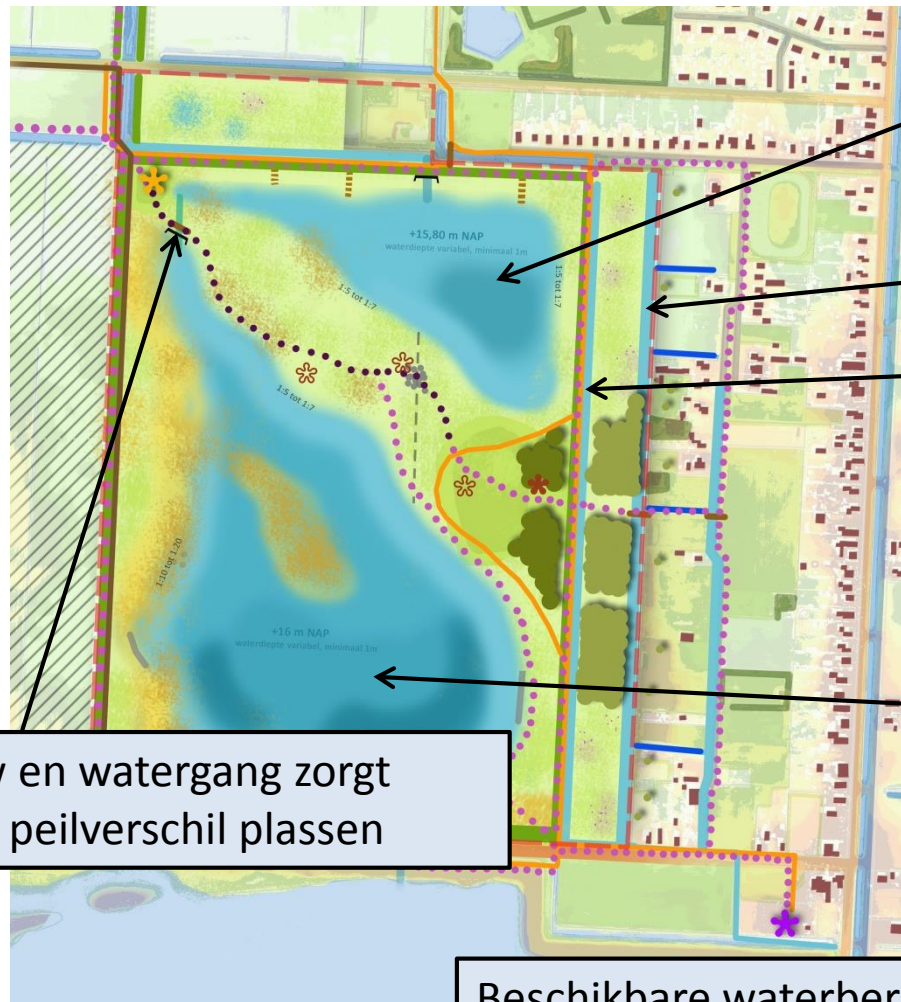 +15,80 m NAP
waterdiepte variabel, minimaal 1m
1:5 tot 1:7
1:5 tot 1:7
1:5 tot 1:7
1:10 tot 1:20
+16 m NAP
waterdiepte variabel, minimaal 1m
en watergang zorgt
peilverschil plassen
Beschikbare